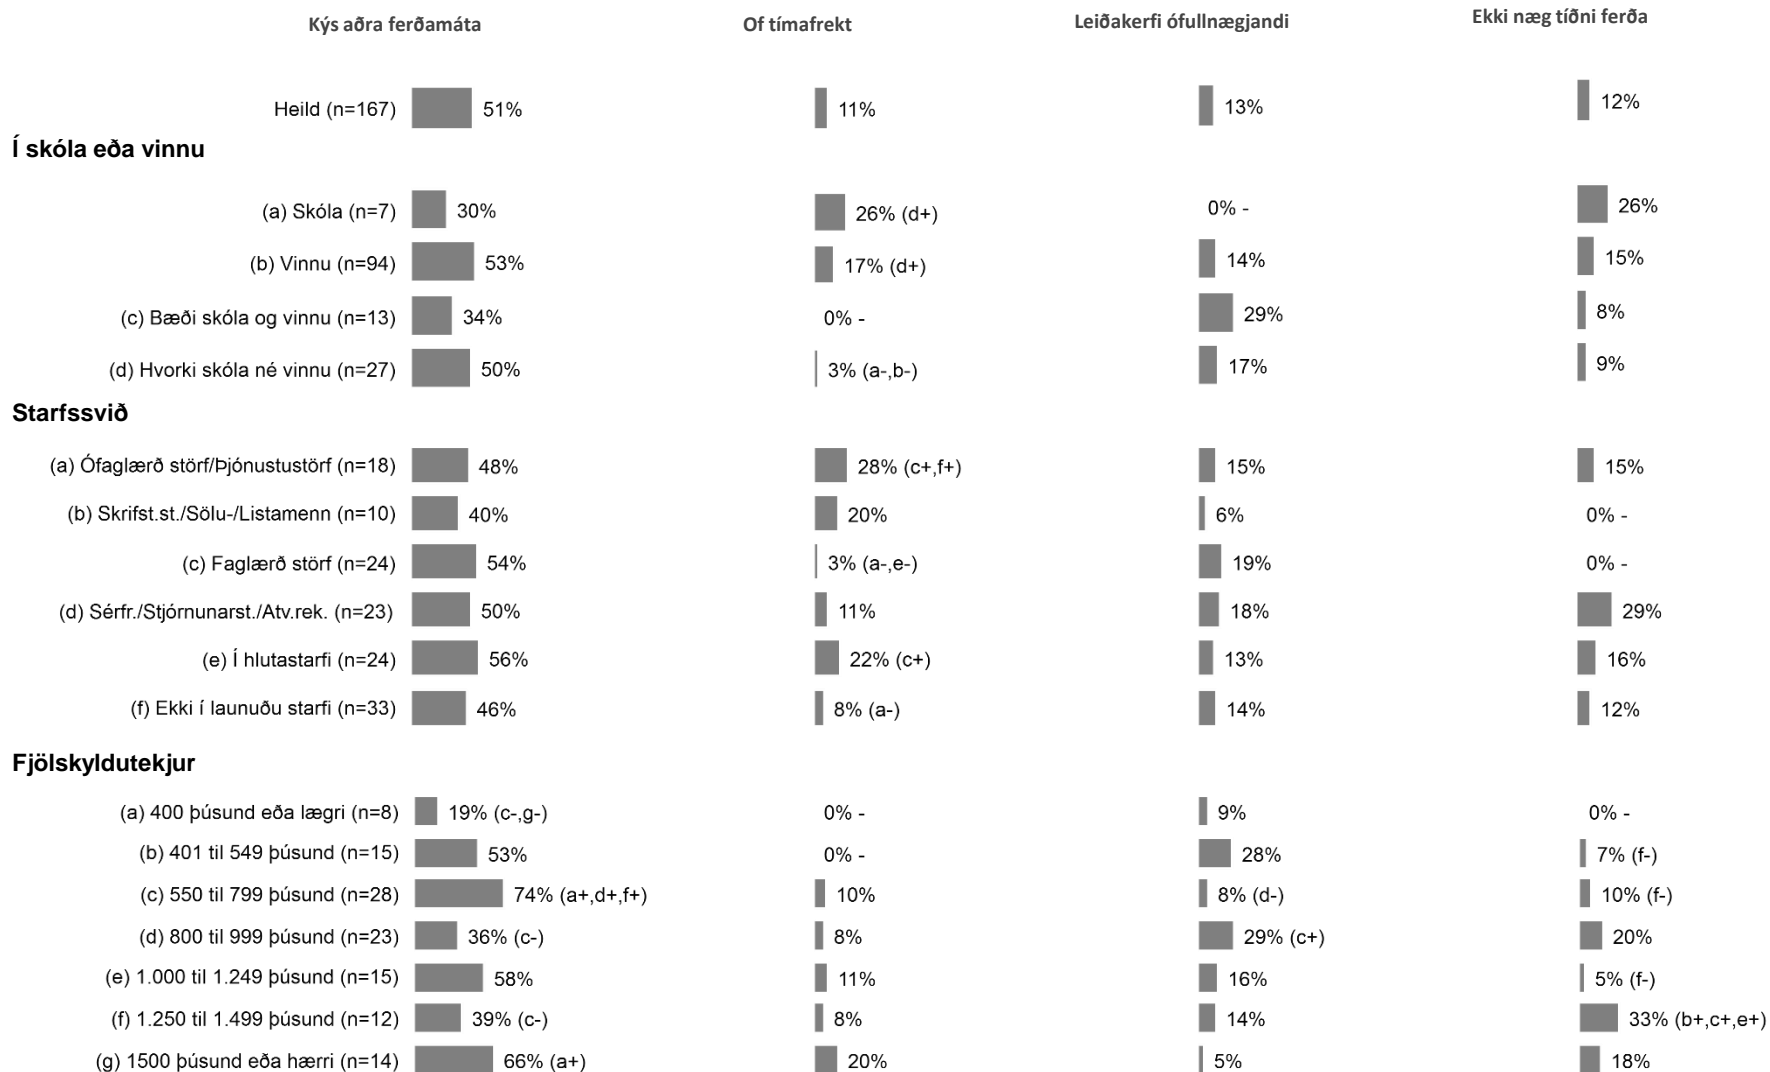 Kýs aðra ferðamáta Of tímafrekt Leiðakerfi ófullnægjandi Ekki næg tíðni ferða
Heild (n=167) 51% 11% 13% 12%
Í skóla eða vinnu
(a) Skóla (n=7) 30% 26% (d+) 0% - 26%
(b) Vinnu (n=94) 53% 17% (d+) 14% 15%
(c) Bæði skóla og vinnu (n=13) 34% 0% - 29% 8%
(d) Hvorki skóla né vinnu (n=27) 50% 3% (a-,b-) 17% 9%
Starfssvið
(a) Ófaglærð störf/Þjónustustörf (n=18) 48% 28% (c+,f+) 15% 15%
(b) Skrifst.st./Sölu-/Listamenn (n=10) 40% 20% 6% 0% -
(c) Faglærð störf (n=24) 54% 3% (a-,e-) 19% 0% -
(d) Sérfr./Stjórnunarst./Atv.rek. (n=23) 50% 11% 18% 29%
(e) Í hlutastarfi (n=24) 56% 22% (c+) 13% 16%
(f) Ekki í launuðu starfi (n=33) 46% 8% (a-) 14% 12%
Fjölskyldutekjur
(a) 400 þúsund eða lægri (n=8) 19% (c-,g-) 0% - 9% 0% -
(b) 401 til 549 þúsund (n=15) 53% 0% - 28% 7% (f-)
(c) 550 til 799 þúsund (n=28) 74% (a+,d+,f+) 10% 8% (d-) 10% (f-)
(d) 800 til 999 þúsund (n=23) 36% (c-) 8% 29% (c+) 20%
(e) 1.000 til 1.249 þúsund (n=15) 58% 11% 16% 5% (f-)
(f) 1.250 til 1.499 þúsund (n=12) 39% (c-) 8% 14% 33% (b+,c+,e+)
(g) 1500 þúsund eða hærri (n=14) 66% (a+) 20% 5% 18%